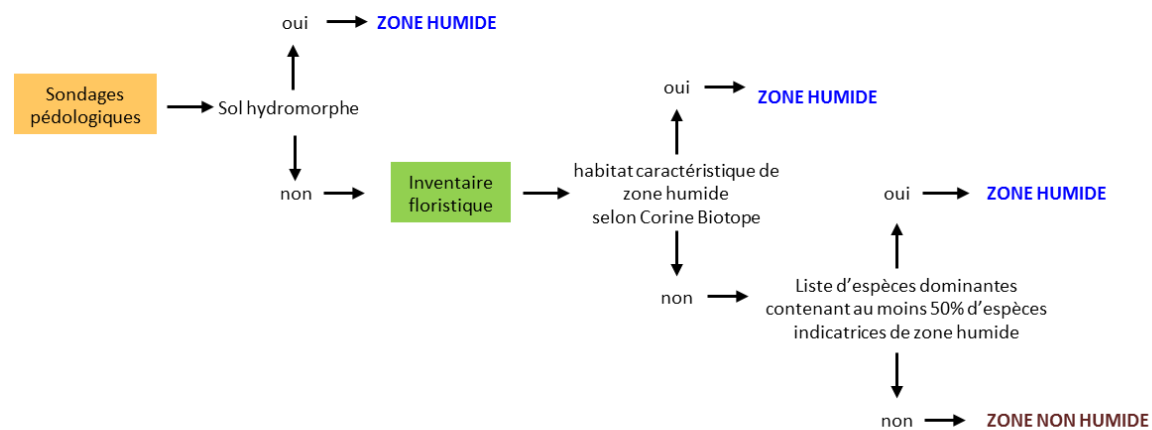 oui
ZONE HUMIDE
Sondages
pédologiques
Sol hydromorphe
non
Inventaire
floristique
oui
ZONE HUMIDE
habitat caractéristique de
zone humide
selon Corine Biotope
non
oui
ZONE HUMIDE
Liste d’espèces dominantes
contenant au moins 50% d’espèces
indicatrices de zone humide
non
ZONE NON HUMIDE